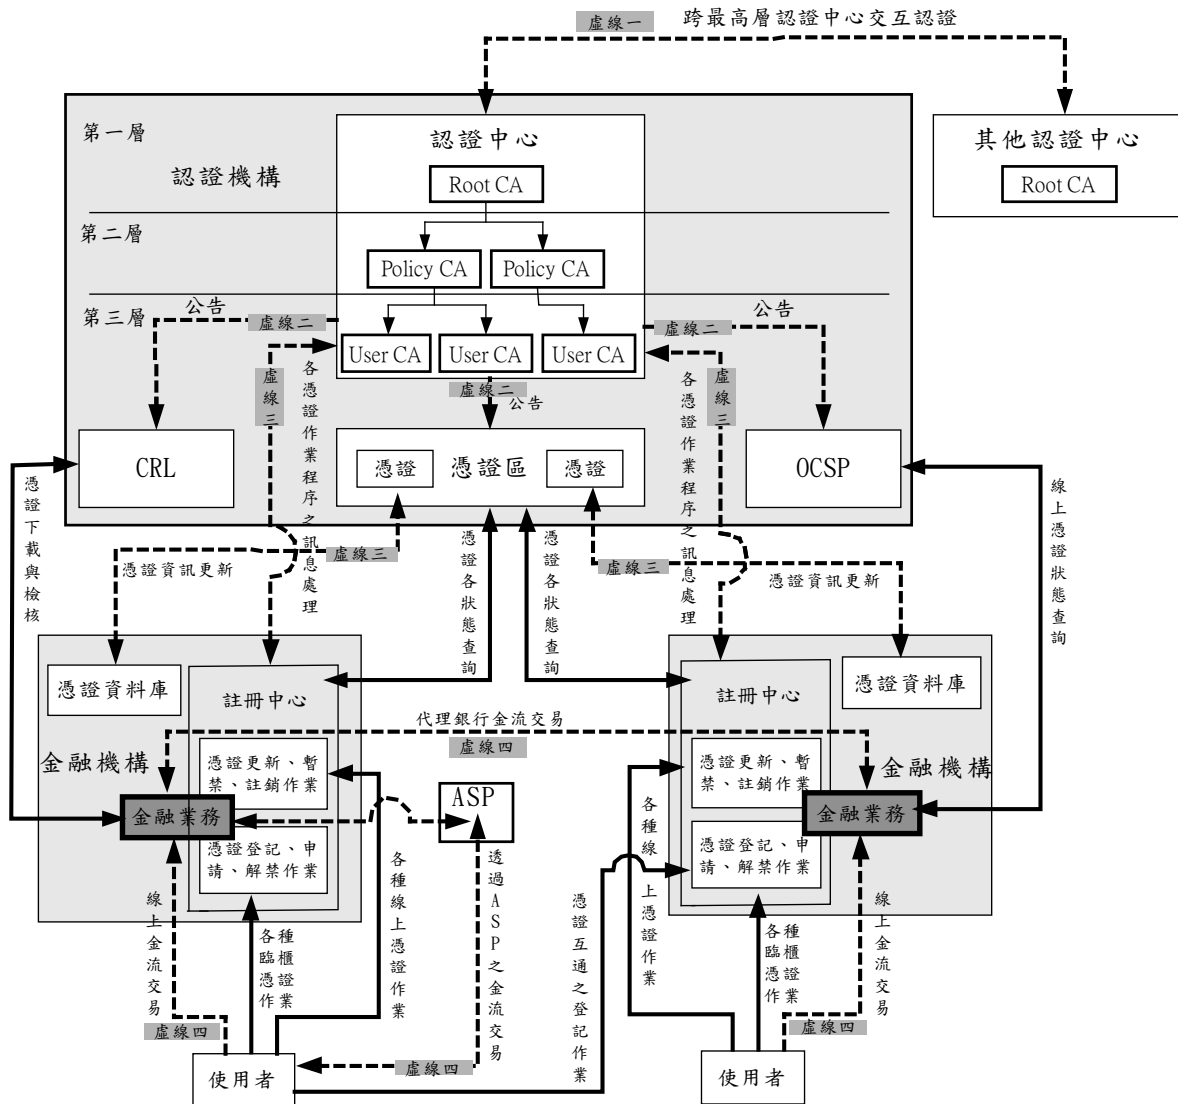 虛線一
跨最高層認證中心交互認證
第一層
認證機構
認證中心
Root CA
其他認證中心
Root CA
第二層
Policy CA
Policy CA
第三層
公告
虛線二
User CA
User CA
User CA
虛線二
公告
虛線三
各憑證作業程序之訊息處理
虛線二
公告
各憑證作業程序之訊息處理
虛線三
CRL
憑證
憑證區
憑證
OCSP
憑證下載與檢核
線上憑證狀態查詢
虛線三
憑證資訊更新
憑證各狀態查詢
憑證各狀態查詢
虛線三
憑證資訊更新
憑證資料庫
註冊中心
註冊中心
憑證資料庫
代理銀行金流交易
虛線四
金融機構
憑證更新、暫
禁、註銷作業
金融業務
憑證登記、申
請、解禁作業
ASP
憑證更新、暫
禁、註銷作業
金融機構
金融業務
憑證登記、申
請、解禁作業
線上金流交易
各種臨櫃憑證作業
各種線上憑證作業
透過ASP之金流交易
憑證互通之登記作業
各種線上憑證作業
各種臨櫃憑證作業
線上金流交易
虛線四
虛線四
虛線四
使用者
使用者